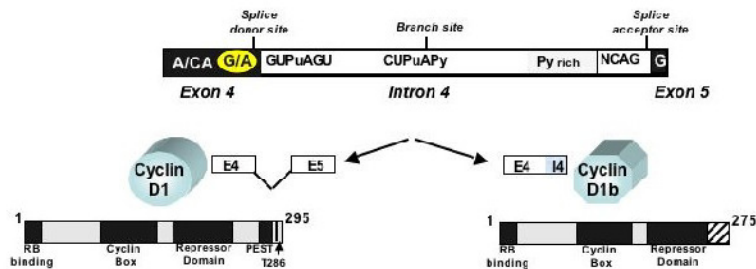 Splice donor site
Branch site
Splice acceptor site
A/CA G/A GUPuAGU CUPuAPy Py rich NCAG G
Exon 4 Intron 4 Exon 5
Cyclin D1
E4 E5
E4 I4
Cyclin D1b
1 295
RB binding
Cyclin Box
Repressor Domain
PEST
T286
1 275
RB binding
Cyclin Box
Repressor Domain